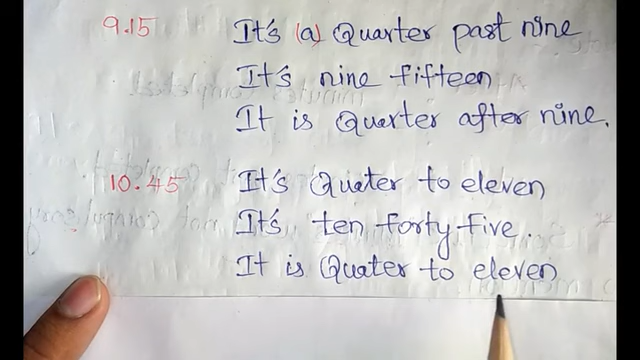 9.15 It's (a) Quarter past nine
It's nine fifteen
It is Quarter after nine.
10.45 It's Quater to eleven
It's ten forty five.
It is Quater to eleven